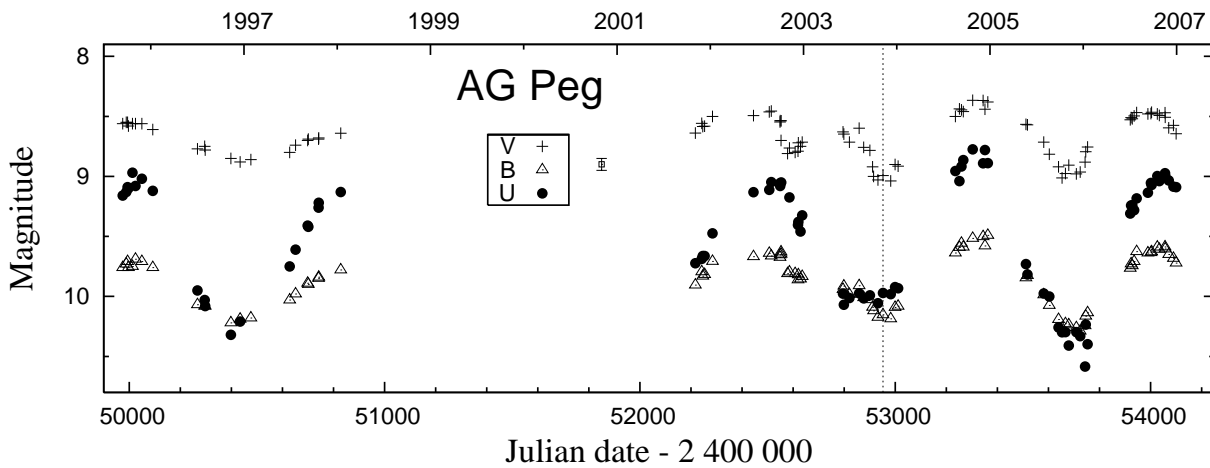 1997 1999 2001 2003 2005 2007
8
AG Peg
V
B
U
9
10
Magnitude
50000 51000 52000 53000 54000
Julian date - 2 400 000